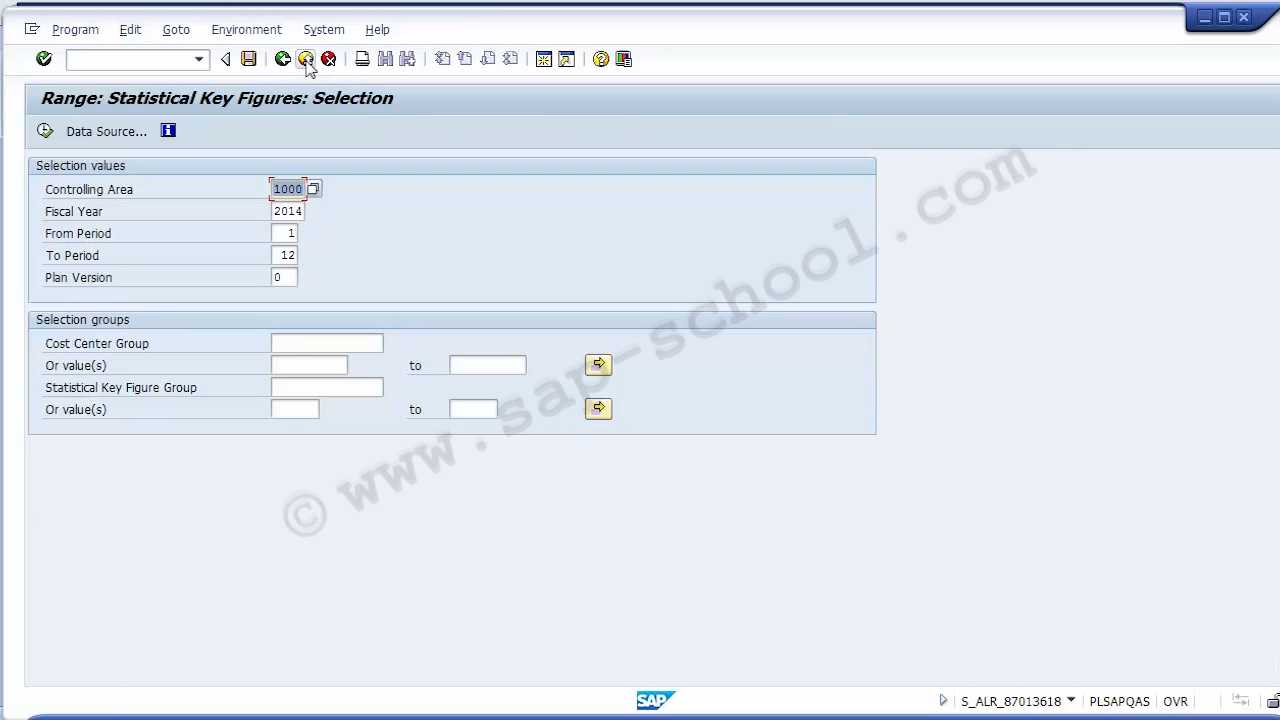 Program Edit Goto Environment System Help
Range: Statistical Key Figures: Selection
Data Source...
Selection values
Controlling Area 1000
Fiscal Year 2014
From Period 1
To Period 12
Plan Version 0
Selection groups
Cost Center Group
Or value(s) to
Statistical Key Figure Group
Or value(s) to
© www.sap-school.com
SAP S_ALR_87013618 PLSAPQAS OVR